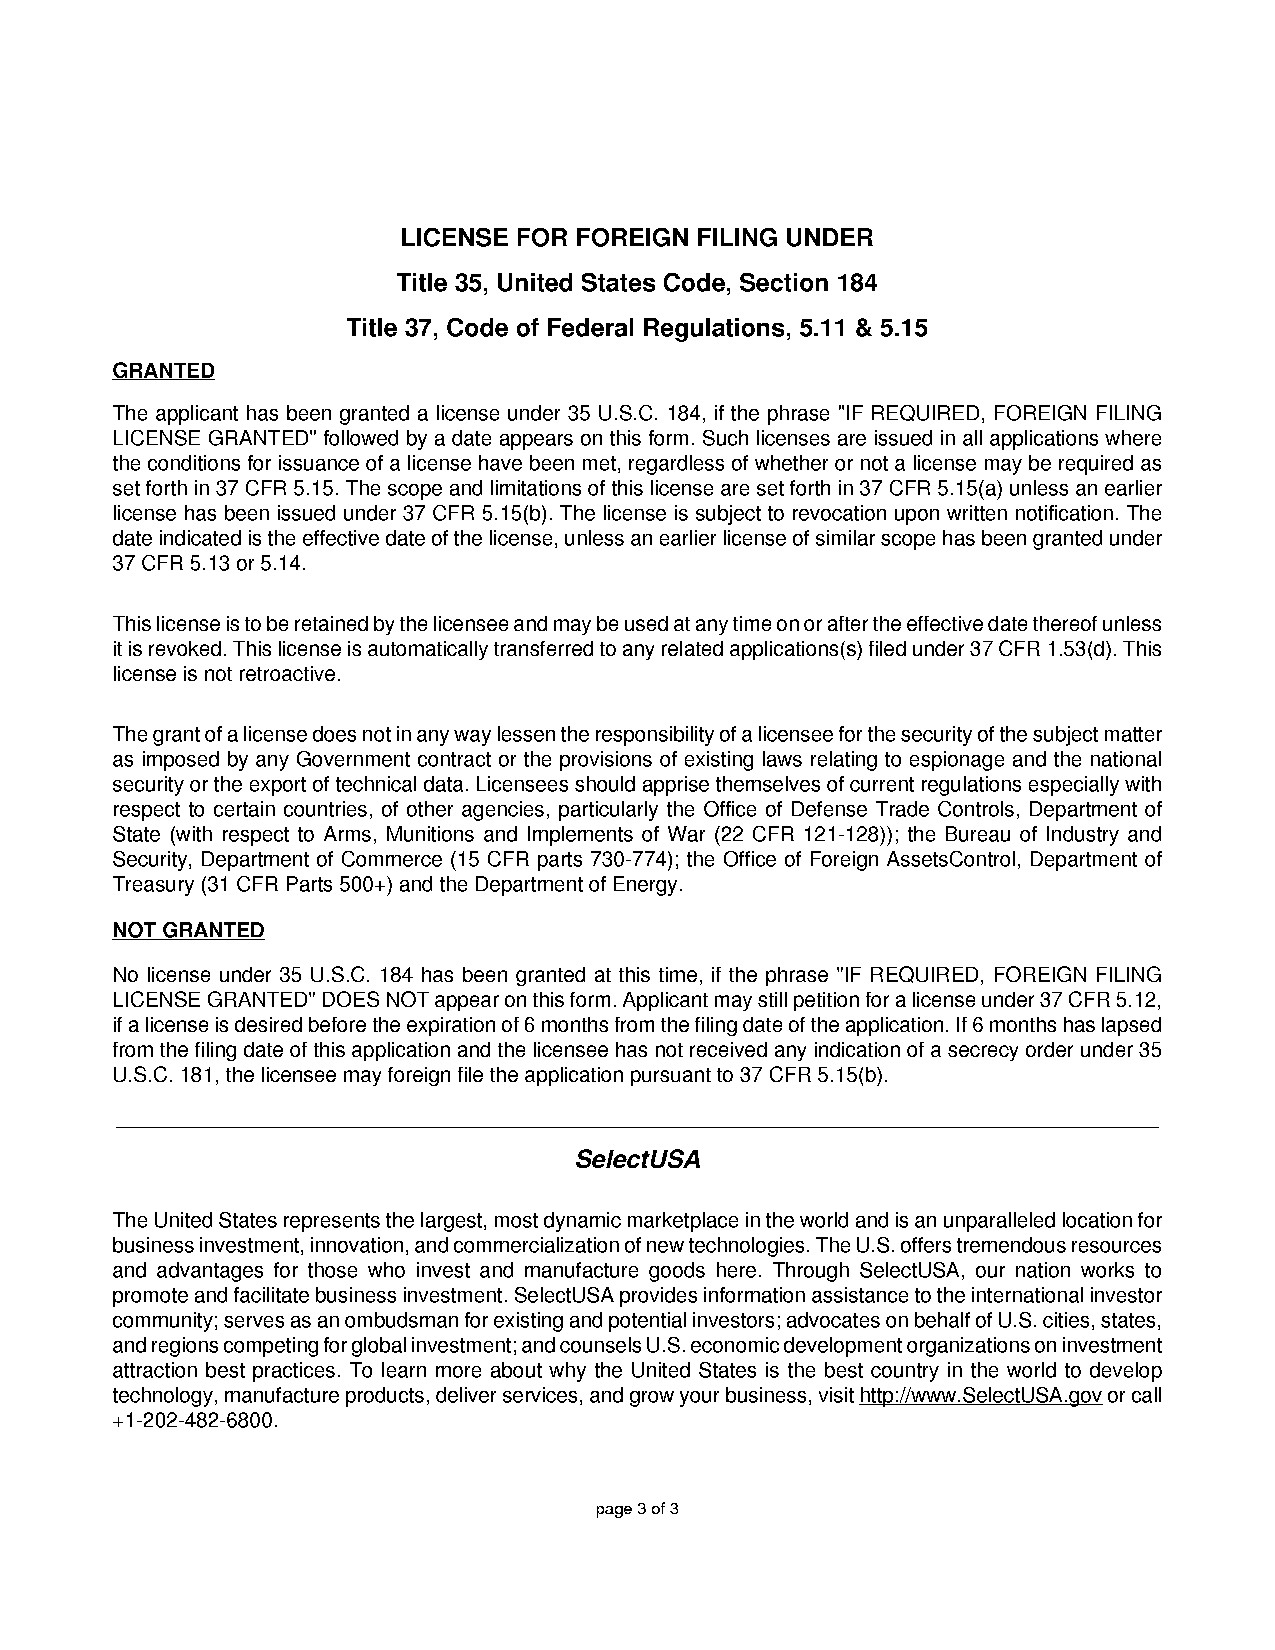 LICENSE FOR FOREIGN FILING UNDER
Title 35, United States Code, Section 184
Title 37, Code of Federal Regulations, 5.11 & 5.15
GRANTED
The applicant has been granted a license under 35 U.S.C. 184, if the phrase "IF REQUIRED, FOREIGN FILING
LICENSE GRANTED" followed by a date appears on this form. Such licenses are issued in all applications where
the conditions for issuance of a license have been met, regardless of whether or not a license may be required as
set forth in 37 CFR 5.15. The scope and limitations of this license are set forth in 37 CFR 5.15(a) unless an earlier
license has been issued under 37 CFR 5.15(b). The license is subject to revocation upon written notification. The
date indicated is the effective date of the license, unless an earlier license of similar scope has been granted under
37 CFR 5.13 or 5.14.
This license is to be retained by the licensee and may be used at any time on or after the effective date thereof unless
it is revoked. This license is automatically transferred to any related applications(s) filed under 37 CFR 1.53(d). This
license is not retroactive.
The grant of a license does not in any way lessen the responsibility of a licensee for the security of the subject matter
as imposed by any Government contract or the provisions of existing laws relating to espionage and the national
security or the export of technical data. Licensees should apprise themselves of current regulations especially with
respect to certain countries, of other agencies, particularly the Office of Defense Trade Controls, Department of
State (with respect to Arms, Munitions and Implements of War (22 CFR 121-128)); the Bureau of Industry and
Security, Department of Commerce (15 CFR parts 730-774); the Office of Foreign AssetsControl, Department of
Treasury (31 CFR Parts 500+) and the Department of Energy.
NOT GRANTED
No license under 35 U.S.C. 184 has been granted at this time, if the phrase "IF REQUIRED, FOREIGN FILING
LICENSE GRANTED" DOES NOT appear on this form. Applicant may still petition for a license under 37 CFR 5.12,
if a license is desired before the expiration of 6 months from the filing date of the application. If 6 months has lapsed
from the filing date of this application and the licensee has not received any indication of a secrecy order under 35
U.S.C. 181, the licensee may foreign file the application pursuant to 37 CFR 5.15(b).
SelectUSA
The United States represents the largest, most dynamic marketplace in the world and is an unparalleled location for
business investment, innovation, and commercialization of new technologies. The U.S. offers tremendous resources
and advantages for those who invest and manufacture goods here. Through SelectUSA, our nation works to
promote and facilitate business investment. SelectUSA provides information assistance to the international investor
community; serves as an ombudsman for existing and potential investors; advocates on behalf of U.S. cities, states,
and regions competing for global investment; and counsels U.S. economic development organizations on investment
attraction best practices. To learn more about why the United States is the best country in the world to develop
technology, manufacture products, deliver services, and grow your business, visit http://www.SelectUSA.gov or call
+1-202-482-6800.
page 3 of 3